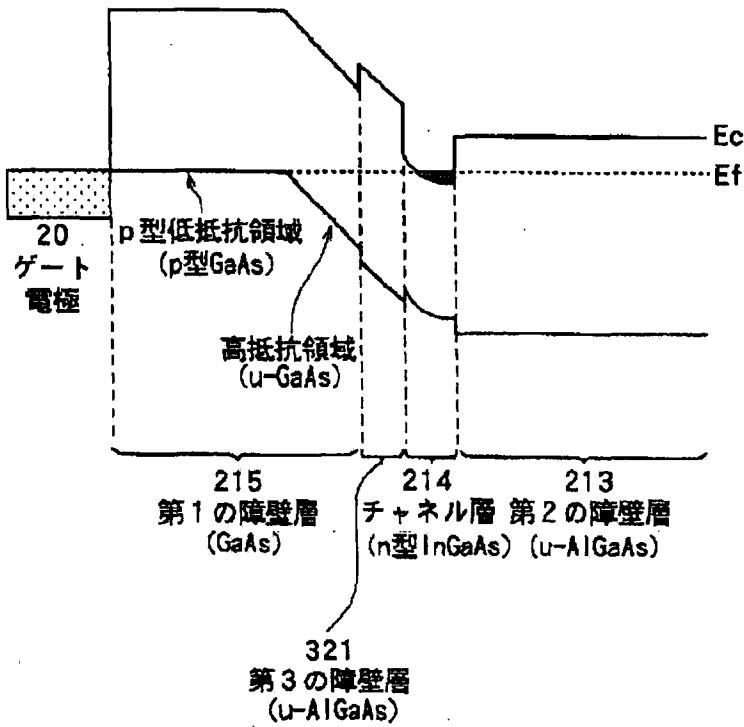 Ec
Ef
20
ゲート
電極
p型低抵抗領域
(p型GaAs)
高抵抗領域
(u-GaAs)
215
第1の障壁層
(GaAs)
214
チャネル層
(n型InGaAs)
213
第2の障壁層
(u-AlGaAs)
321
第3の障壁層
(u-AlGaAs)